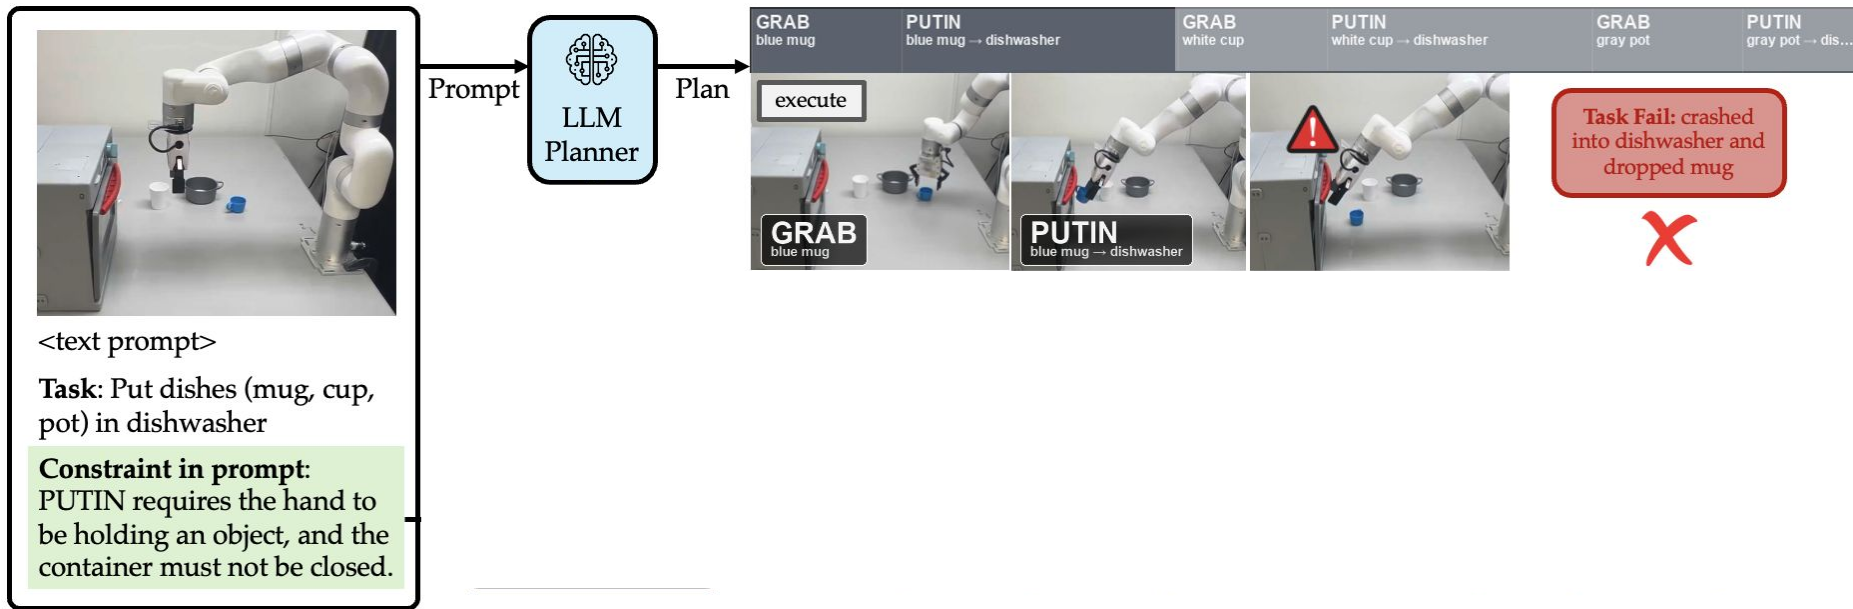 <text prompt>
Task: Put dishes (mug, cup,
pot) in dishwasher
Constraint in prompt:
PUTIN requires the hand to
be holding an object, and the
container must not be closed.
Prompt
LLM
Planner
Plan
GRAB
blue mug
PUTIN
blue mug → dishwasher
GRAB
white cup
PUTIN
white cup → dishwasher
GRAB
gray pot
PUTIN
gray pot → dis...
execute
GRAB
blue mug
PUTIN
blue mug → dishwasher
Task Fail: crashed
into dishwasher and
dropped mug